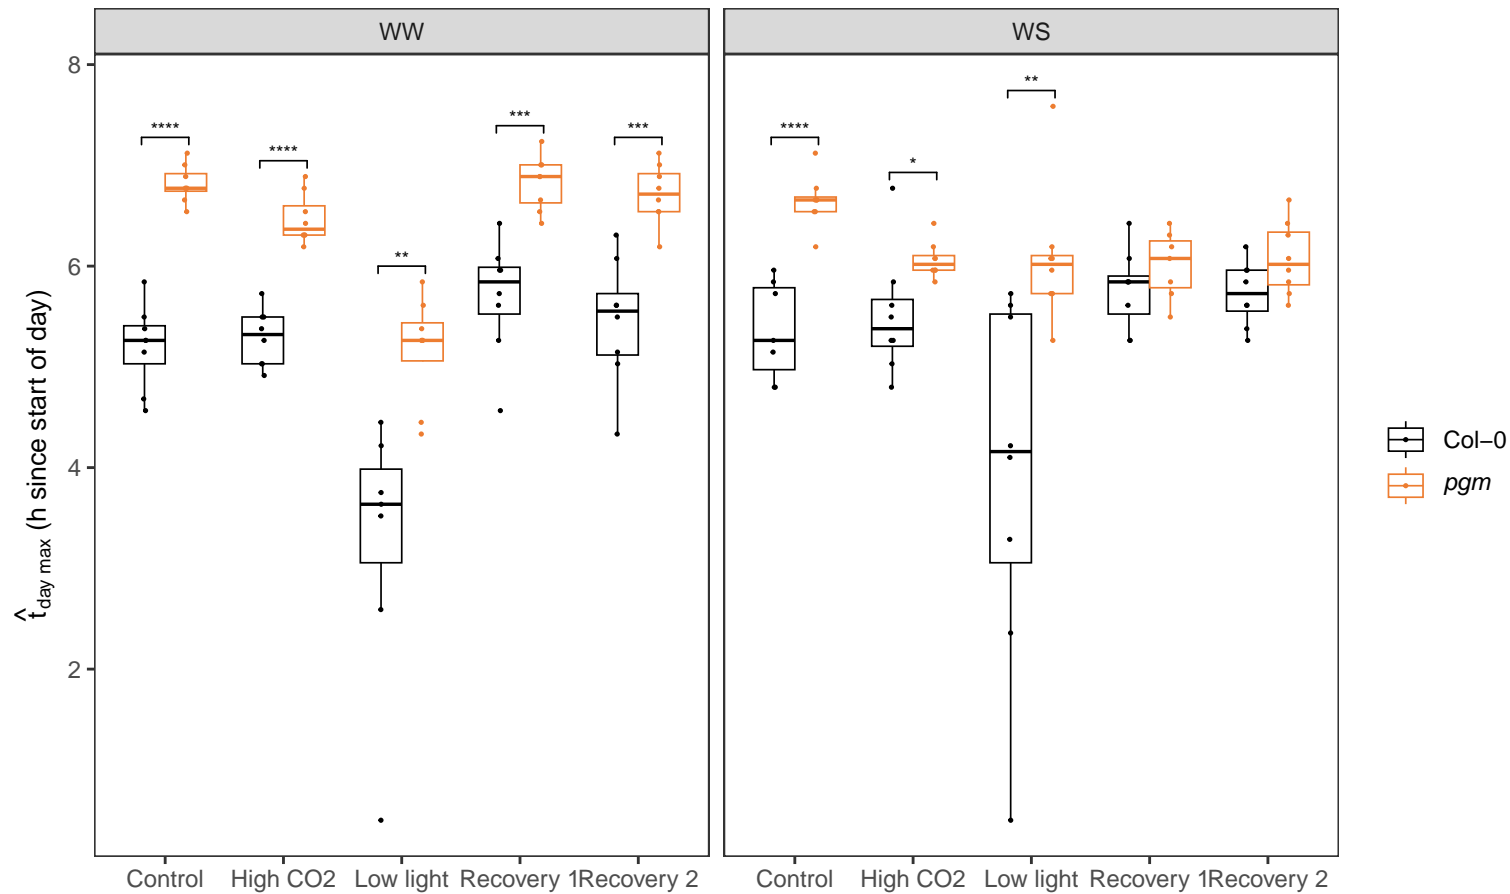 WW WS
8
6
4
2
t̂day max (h since start of day)
**** **** ** *** ***
**** * **
Control High CO2 Low light Recovery 1 Recovery 2
Control High CO2 Low light Recovery 1 Recovery 2
Col−0
pgm